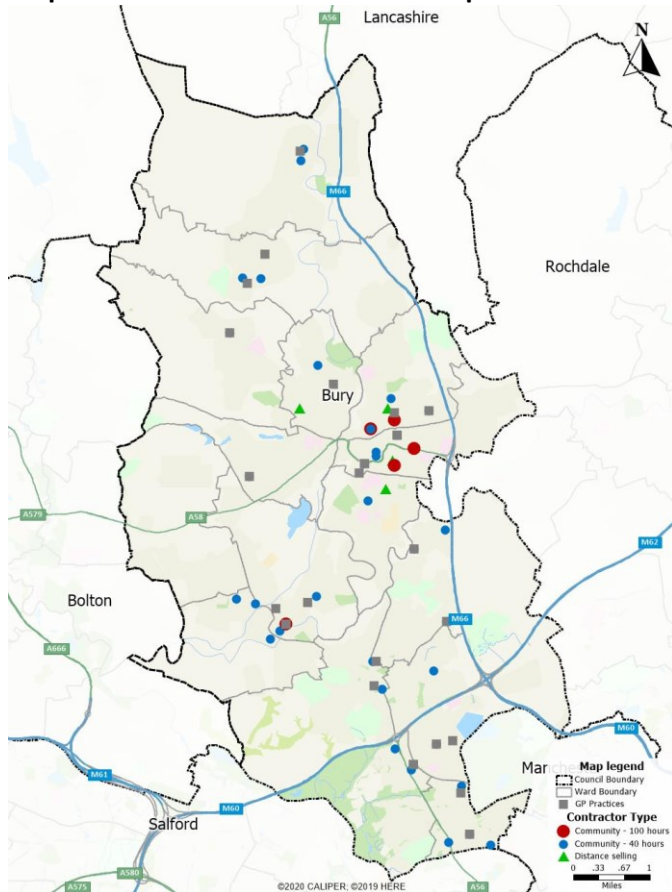 Lancashire
A56
N
M66
Rochdale
Bury
A579
A58
M62
Bolton
A666
M66
M60
M61
M60
Salford
A580
A575
A56
Map legend
Council Boundary
Ward Boundary
GP Practices
Contractor Type
Community - 100 hours
Community - 40 hours
Distance selling
0 .33 .67 1
Miles
©2020 CALIPER; ©2019 HERE